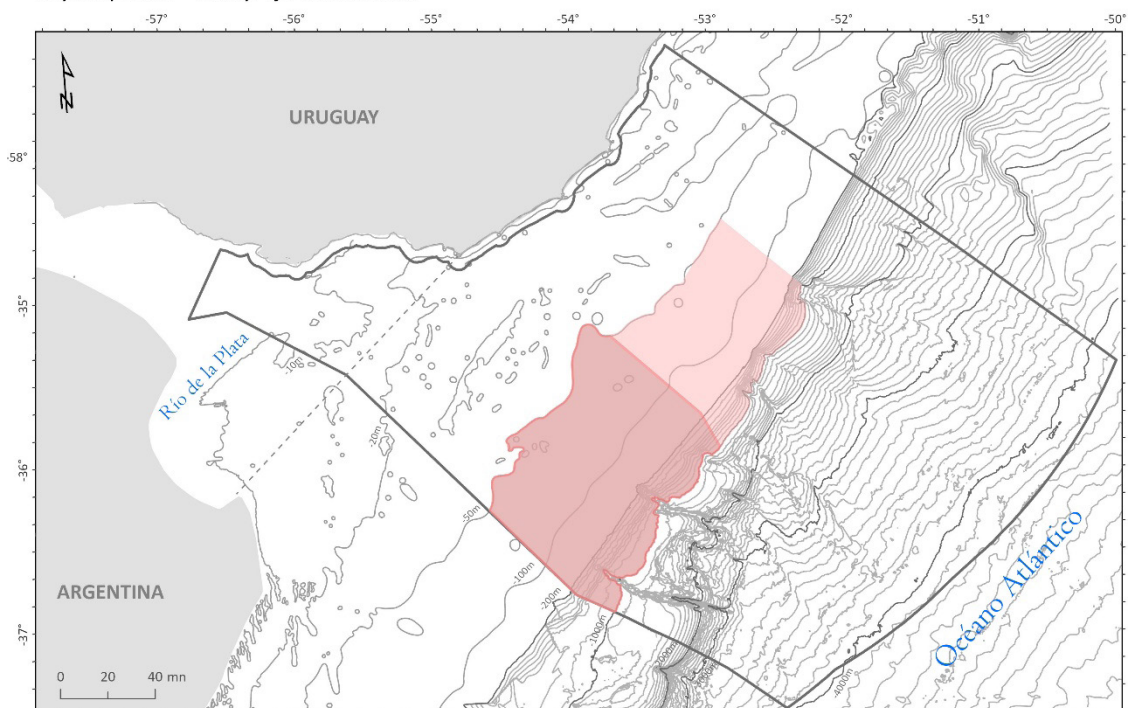 -57° -56° -55° -54° -53° -52° -51° -50°
N
URUGUAY
-58°
-35°
Río de la Plata
-10m
-20m
-36°
-50m
-100m
-200m
ARGENTINA
-1000m
-37°
-2000m
-4000m
Océano Atlántico
0 20 40 mn